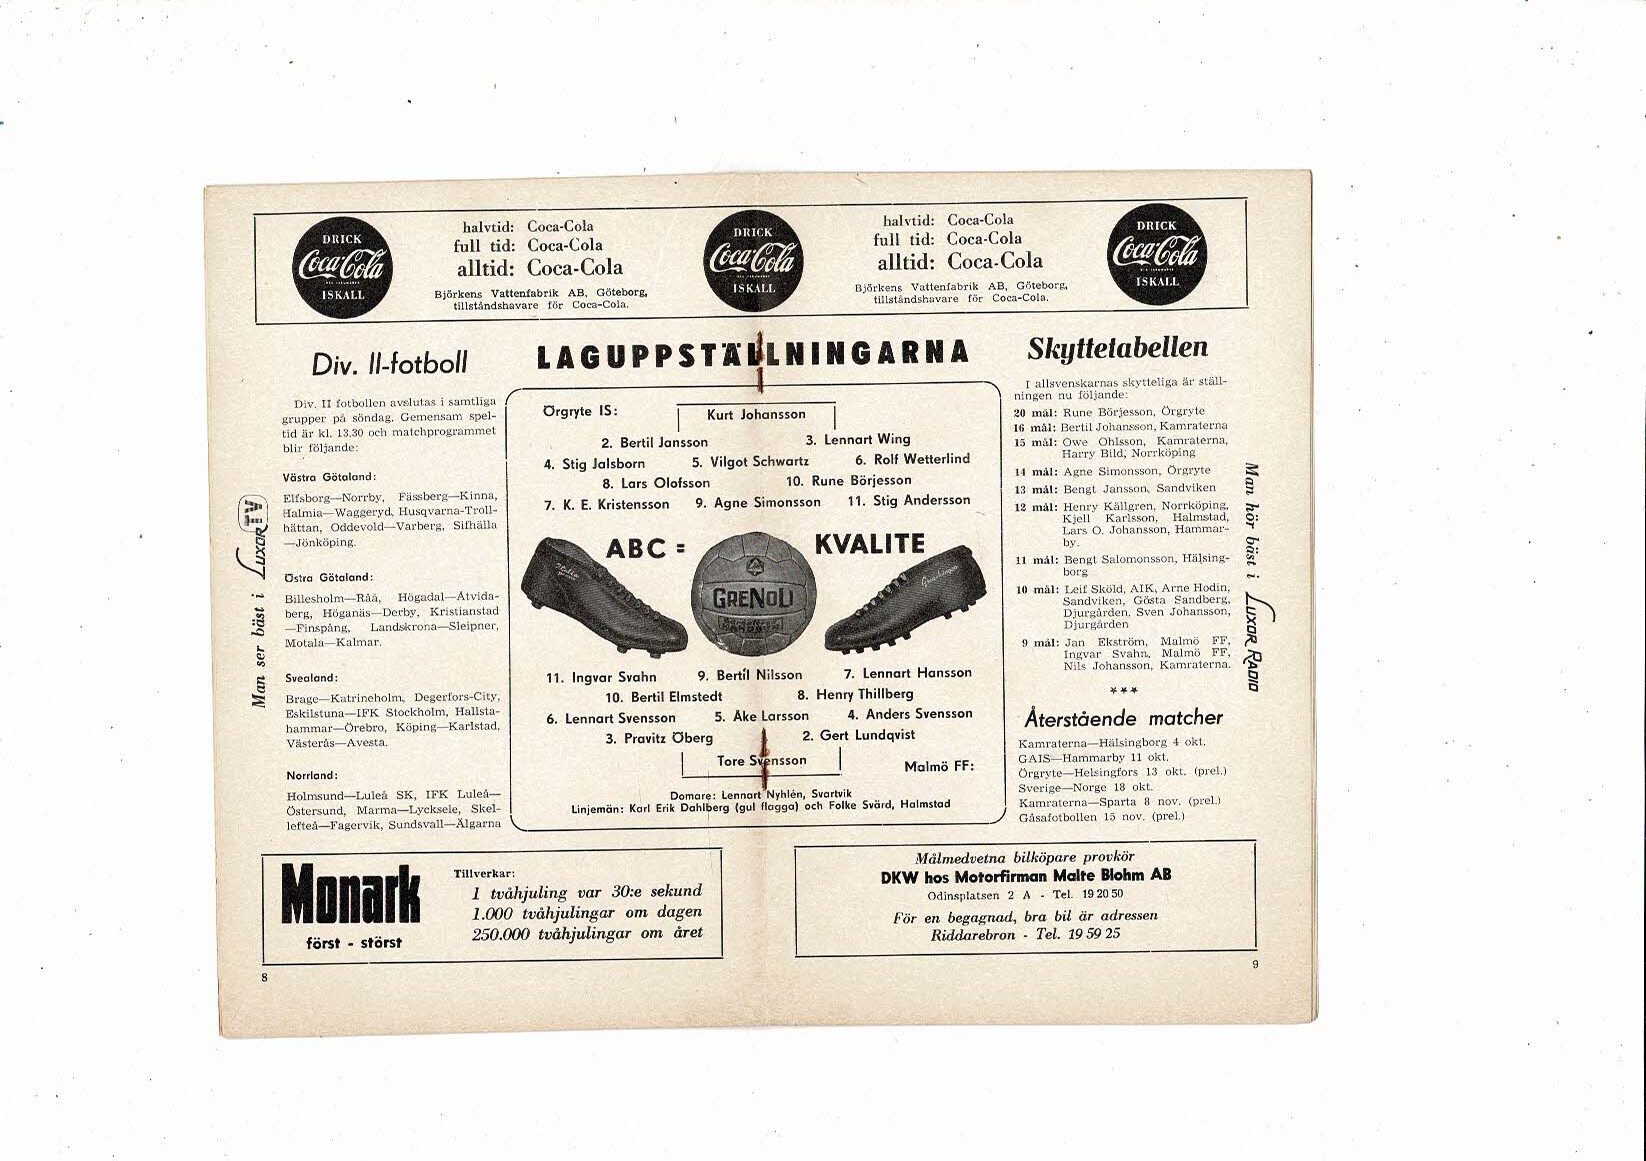 DRICK
Coca-Cola
ISKALL
halvtid: Coca-Cola
full tid: Coca-Cola
alltid: Coca-Cola
Björkens Vattenfabrik AB, Göteborg,
tillståndshavare för Coca-Cola.
DRICK
Coca-Cola
ISKALL
halvtid: Coca-Cola
full tid: Coca-Cola
alltid: Coca-Cola
Björkens Vattenfabrik AB, Göteborg,
tillståndshavare för Coca-Cola.
DRICK
Coca-Cola
ISKALL
Man ser bäst i Luxor TV
Div. II-fotboll
Div. II fotbollen avslutas i samtliga
grupper på söndag. Gemensam spel-
tid är kl. 13.30 och matchprogrammet
blir följande:
Västra Götaland:
Elfsborg—Norrby, Fässberg—Kinna,
Halmia—Waggeryd, Husqvarna-Troll-
hättan, Oddevold—Varberg, Sifhälla
—Jönköping.
Östra Götaland:
Billesholm—Råå, Högadal—Åtvida-
berg, Höganäs—Derby, Kristianstad
—Finspång, Landskrona—Sleipner,
Motala—Kalmar.
Svealand:
Brage—Katrineholm, Degerfors-City,
Eskilstuna—IFK Stockholm, Hallsta-
hammar—Örebro, Köping—Karlstad,
Västerås—Avesta.
Norrland:
Holmsund—Luleå SK, IFK Luleå—
Östersund, Marma—Lycksele, Skel-
lefteå—Fagervik, Sundsvall—Älgarna
LAGUPPSTÄLLNINGARNA
Örgryte IS:
Kurt Johansson
2. Bertil Jansson 3. Lennart Wing
4. Stig Jalsborn 5. Vilgot Schwartz 6. Rolf Wetterlind
8. Lars Olofsson 10. Rune Börjesson
7. K. E. Kristensson 9. Agne Simonsson 11. Stig Andersson
ABC = KVALITE
GRENOLI
11. Ingvar Svahn 9. Bertil Nilsson 7. Lennart Hansson
10. Bertil Elmstedt 8. Henry Thillberg
6. Lennart Svensson 5. Åke Larsson 4. Anders Svensson
3. Pravitz Öberg 2. Gert Lundqvist
Tore Svensson
Malmö FF:
Domare: Lennart Nyhlén, Svartvik
Linjemän: Karl Erik Dahlberg (gul flagga) och Folke Svärd, Halmstad
Skyttetabellen
I allsvenskarnas skytteliga är ställ-
ningen nu följande:
20 mål: Rune Börjesson, Örgryte
16 mål: Bertil Johansson, Kamraterna
15 mål: Owe Ohlsson, Kamraterna,
Harry Bild, Norrköping
14 mål: Agne Simonsson, Örgryte
13 mål: Bengt Jansson, Sandviken
12 mål: Henry Källgren, Norrköping,
Kjell Karlsson, Halmstad,
Lars O. Johansson, Hammar-
by.
11 mål: Bengt Salomonsson, Hälsing-
borg
10 mål: Leif Sköld, AIK, Arne Hodin,
Sandviken, Gösta Sandberg,
Djurgården, Sven Johansson,
Djurgården
9 mål: Jan Ekström, Malmö FF,
Ingvar Svahn, Malmö FF,
Nils Johansson, Kamraterna.
***
Återstående matcher
Kamraterna—Hälsingborg 4 okt.
GAIS—Hammarby 11 okt.
Örgryte—Helsingfors 13 okt. (prel.)
Sverige—Norge 18 okt.
Kamraterna—Sparta 8 nov. (prel.)
Gåsafotbollen 15 nov. (prel.)
Man hör bäst i Luxor Radio
Monark
först - störst
Tillverkar:
1 tvåhjuling var 30:e sekund
1.000 tvåhjulingar om dagen
250.000 tvåhjulingar om året
Målmedvetna bilköpare provkör
DKW hos Motorfirman Malte Blohm AB
Odinsplatsen 2 A - Tel. 19 20 50
För en begagnad, bra bil är adressen
Riddarebron - Tel. 19 59 25
8
9